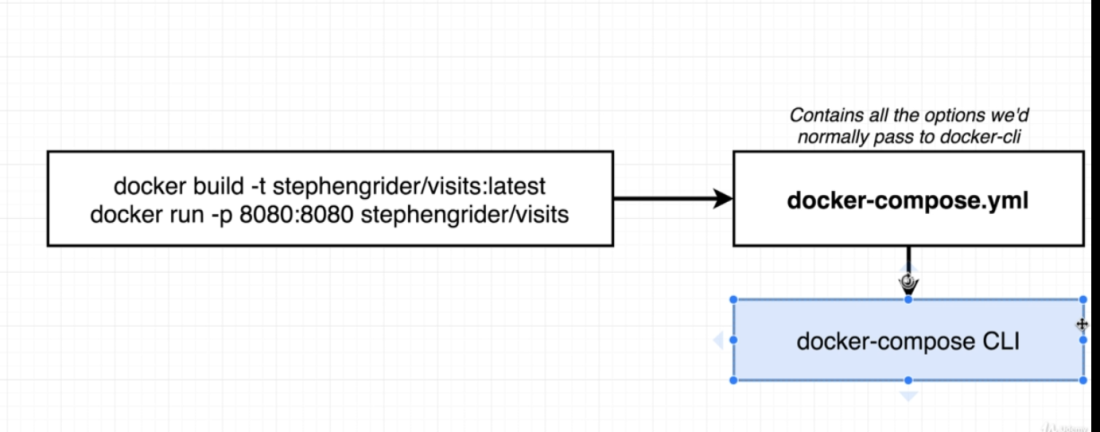 Contains all the options we'd
normally pass to docker-cli
docker build -t stephengrider/visits:latest
docker run -p 8080:8080 stephengrider/visits
docker-compose.yml
docker-compose CLI